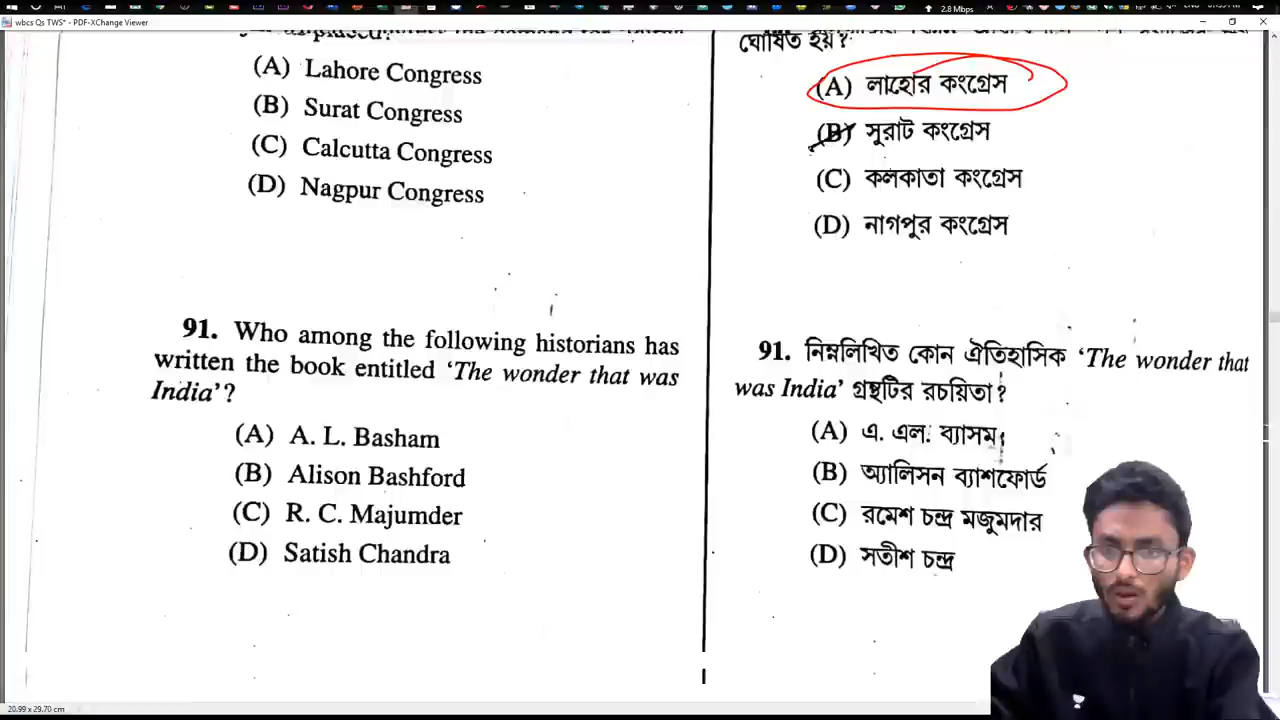 2.8 Mbps
wbcs Qs TWS* - PDF-XChange Viewer
(A) Lahore Congress
(B) Surat Congress
(C) Calcutta Congress
(D) Nagpur Congress
91. Who among the following historians has
written the book entitled ‘The wonder that was
India’?
(A) A. L. Basham
(B) Alison Bashford
(C) R. C. Majumder
(D) Satish Chandra
ঘোষিত হয়?
(A) লাহোর কংগ্রেস
(B) সুরাট কংগ্রেস
(C) কলকাতা কংগ্রেস
(D) নাগপুর কংগ্রেস
91. নিম্নলিখিত কোন ঐতিহাসিক ‘The wonder that
was India’ গ্রন্থটির রচয়িতা?
(A) এ. এল. ব্যাসম
(B) অ্যালিসন ব্যাশফোর্ড
(C) রমেশ চন্দ্র মজুমদার
(D) সতীশ চন্দ্র
20.99 x 29.70 cm